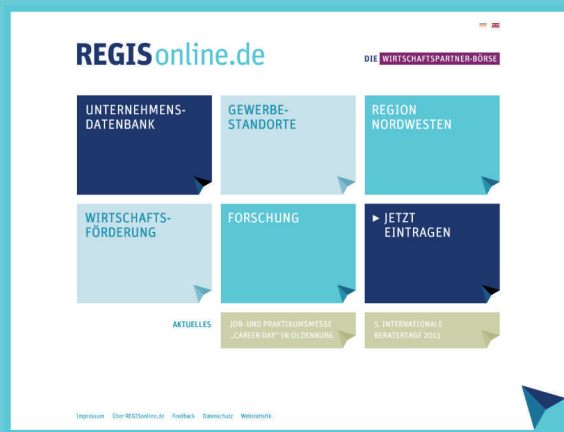 REGISonline.de
DIE WIRTSCHAFTSPARTNER-BÖRSE
UNTERNEHMENS-
DATENBANK
GEWERBE-
STANDORTE
REGION
NORDWESTEN
WIRTSCHAFTS-
FÖRDERUNG
FORSCHUNG
► JETZT
EINTRAGEN
AKTUELLES
JOB- UND PRAKTIKUMSMESSE
„CAREER DAY“ IN OLDENBURG
5. INTERNATIONALE
BERATERTAGE 2013
Impressum Über REGISonline.de Feedback Datenschutz Webstatistik